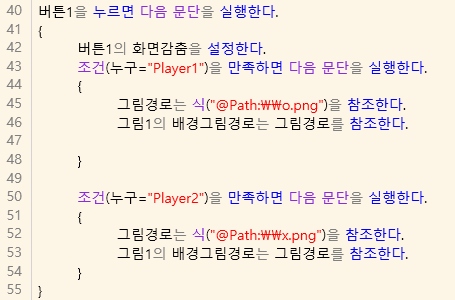 40 버튼1을 누르면 다음 문단을 실행한다.
41 {
42 버튼1의 화면감춤을 설정한다.
43 조건(누구="Player1")을 만족하면 다음 문단을 실행한다.
44 {
45 그림경로는 식("@Path:₩₩o.png")을 참조한다.
46 그림1의 배경그림경로는 그림경로를 참조한다.
47
48 }
49
50 조건(누구="Player2")을 만족하면 다음 문단을 실행한다.
51 {
52 그림경로는 식("@Path:₩₩x.png")을 참조한다.
53 그림1의 배경그림경로는 그림경로를 참조한다.
54 }
55 }